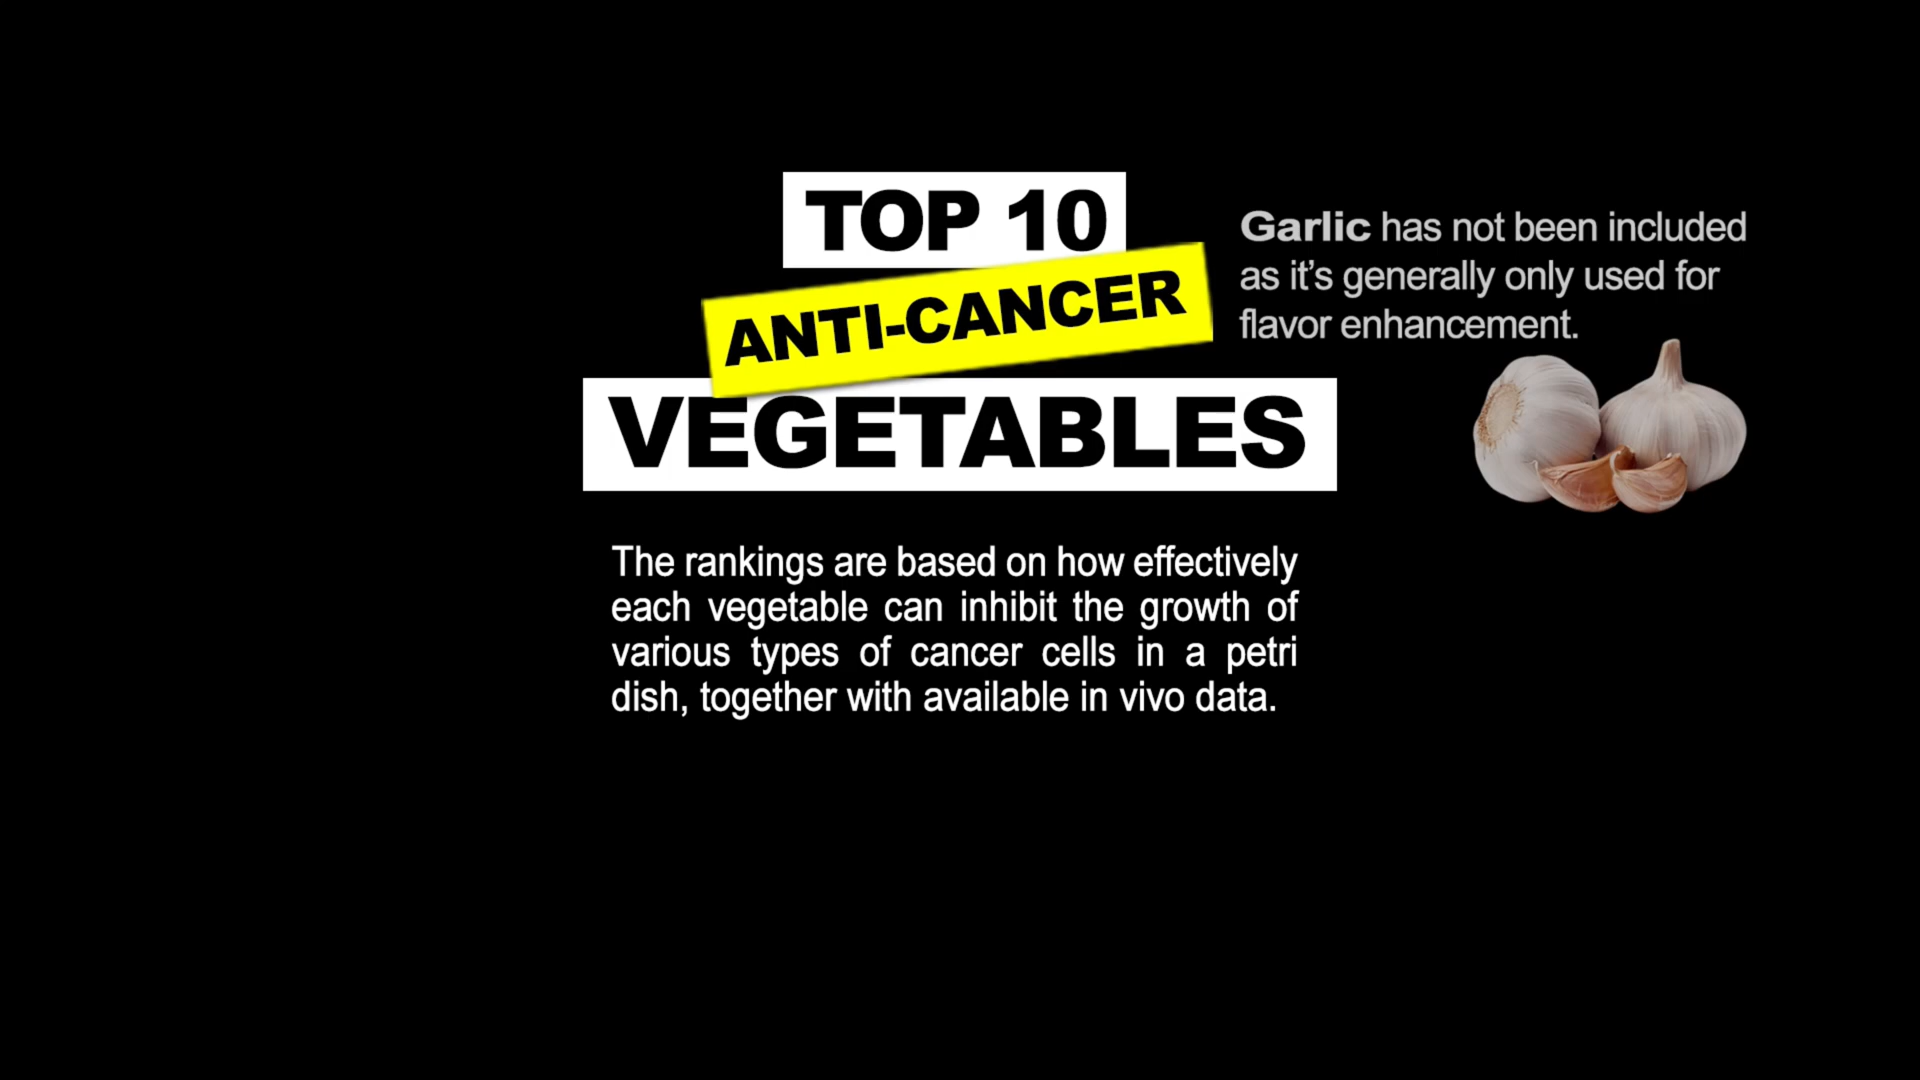 TOP 10
ANTI-CANCER
VEGETABLES
Garlic has not been included
as it's generally only used for
flavor enhancement.
The rankings are based on how effectively
each vegetable can inhibit the growth of
various types of cancer cells in a petri
dish, together with available in vivo data.